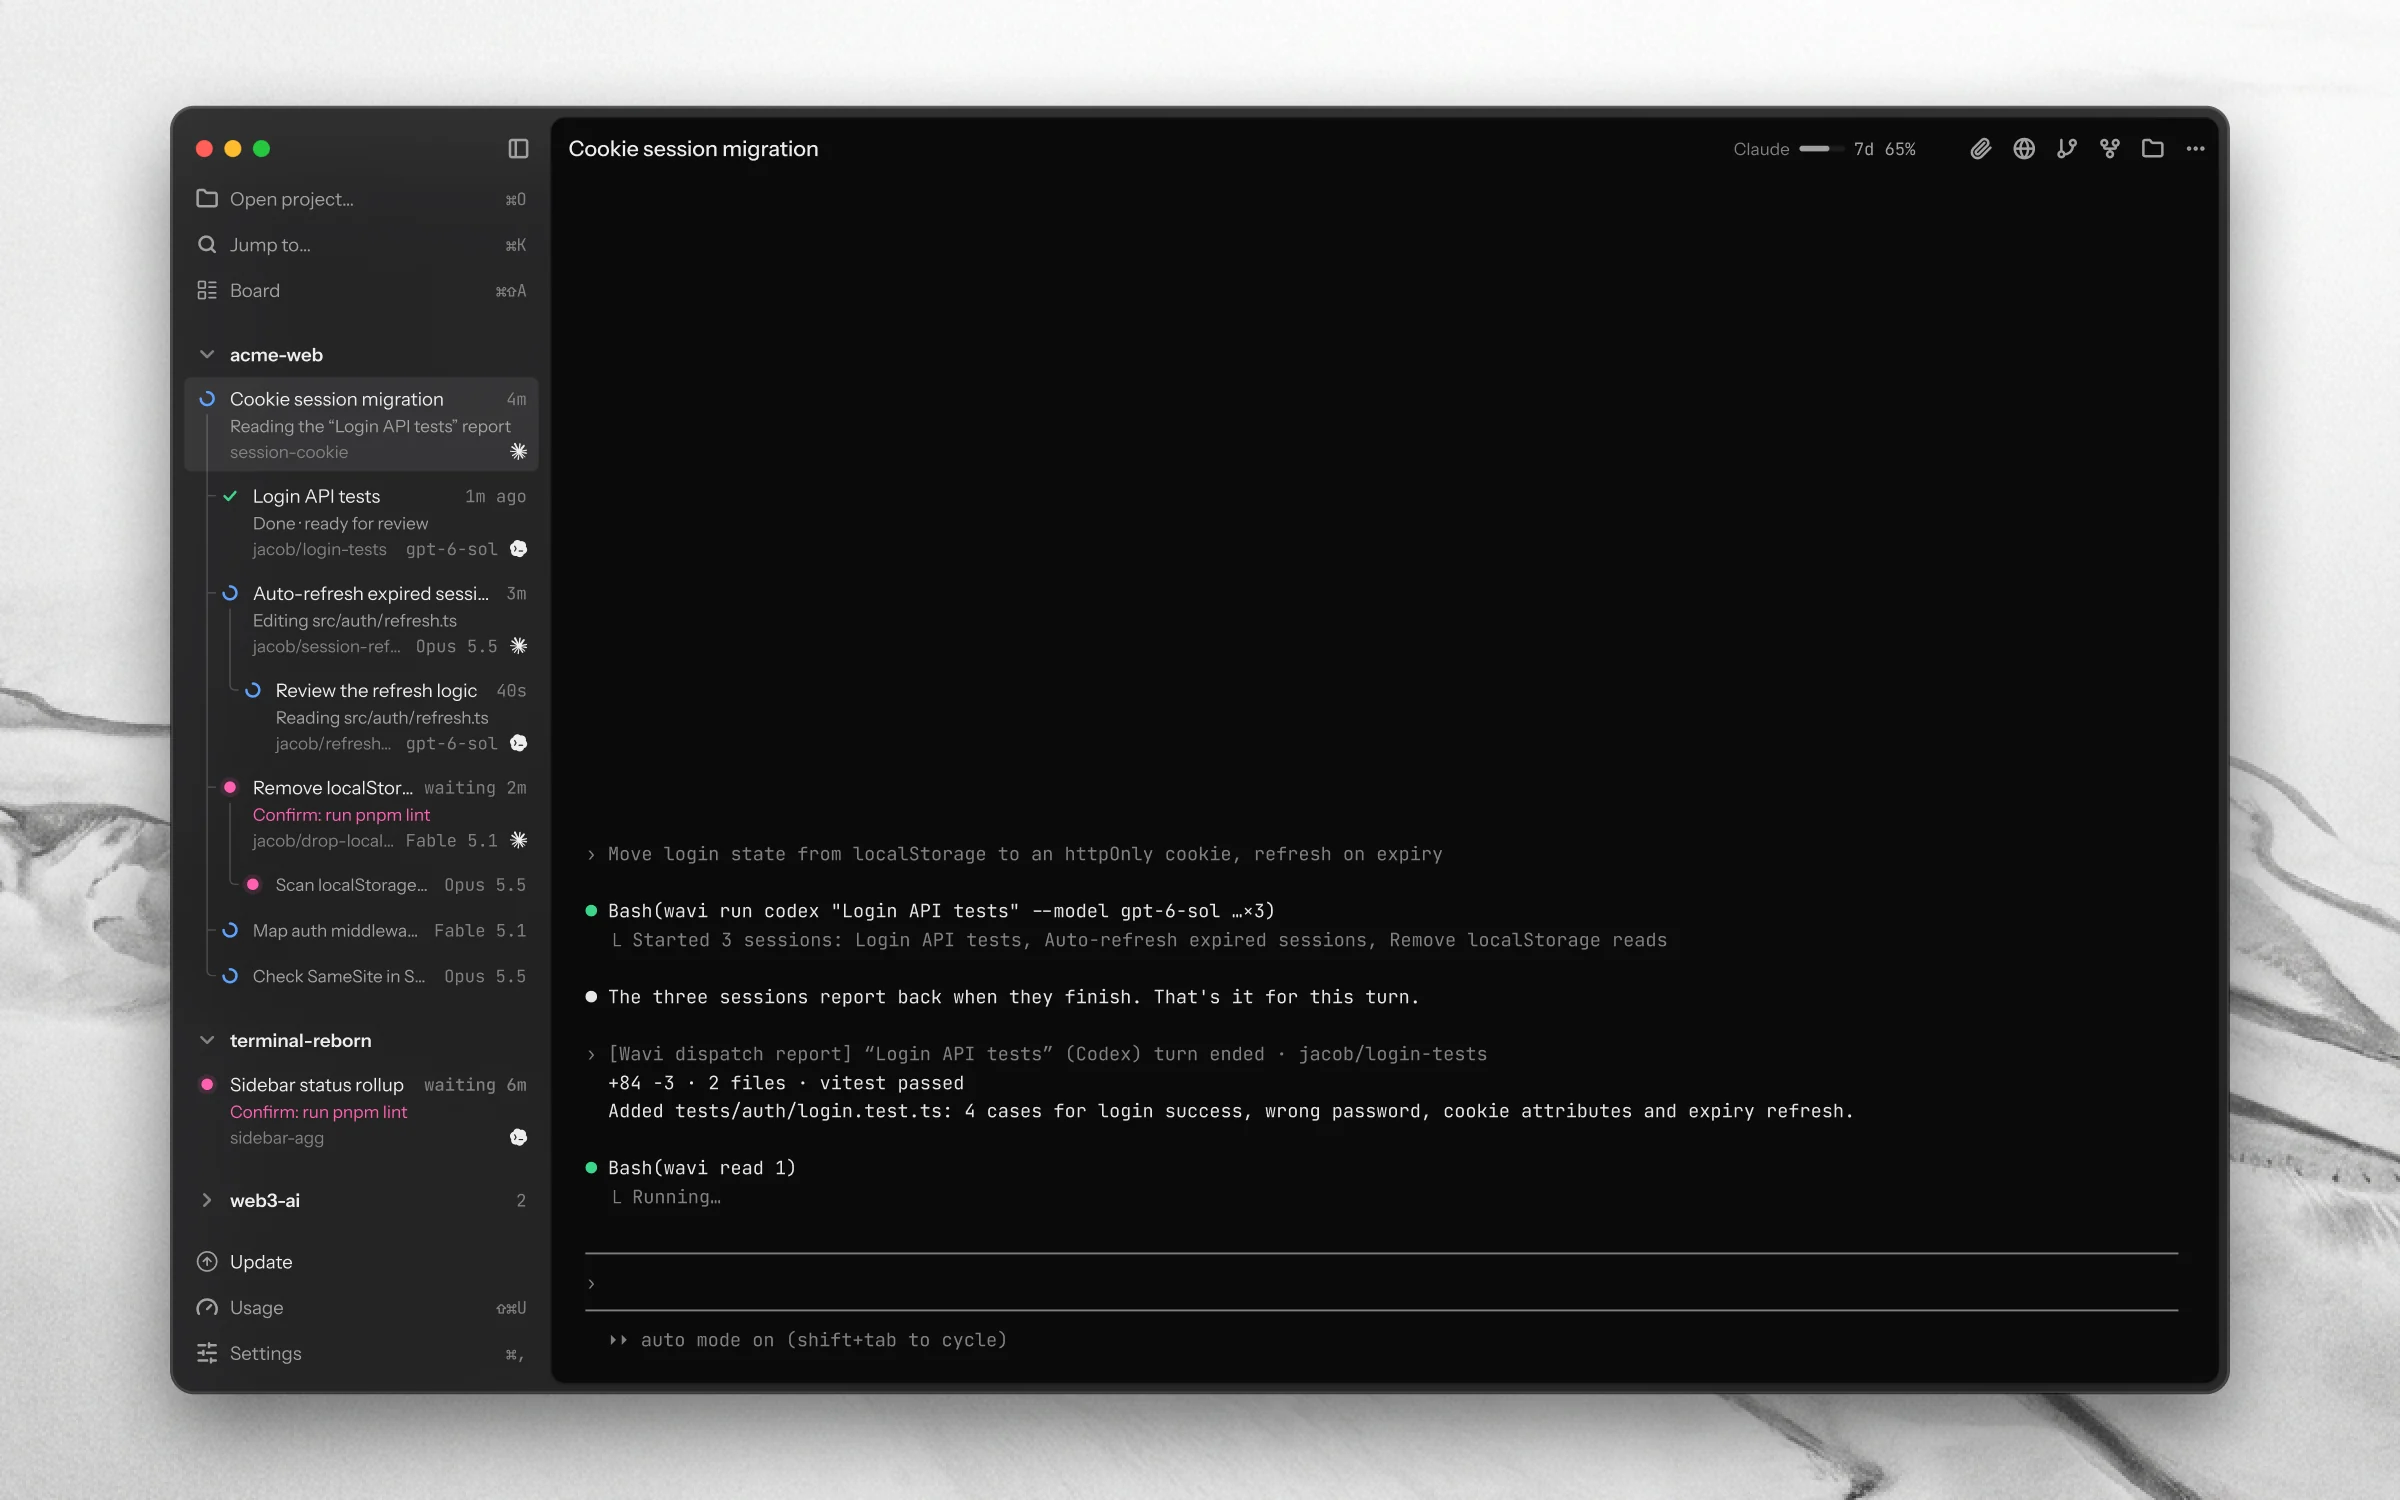 Open project… ⌘O
Jump to… ⌘K
Board ⌘⇧A
acme-web
Cookie session migration 4m
Reading the “Login API tests” report
session-cookie
Login API tests 1m ago
Done · ready for review
jacob/login-tests gpt-6-sol
Auto-refresh expired sessi… 3m
Editing src/auth/refresh.ts
jacob/session-ref… Opus 5.5
Review the refresh logic 40s
Reading src/auth/refresh.ts
jacob/refresh… gpt-6-sol
Remove localStor… waiting 2m
Confirm: run pnpm lint
jacob/drop-local… Fable 5.1
Scan localStorage… Opus 5.5
Map auth middlewa… Fable 5.1
Check SameSite in S… Opus 5.5
terminal-reborn
Sidebar status rollup waiting 6m
Confirm: run pnpm lint
sidebar-agg
web3-ai 2
Update
Usage ⇧⌘U
Settings ⌘,
Cookie session migration
Claude 7d 65%
› Move login state from localStorage to an httpOnly cookie, refresh on expiry
Bash(wavi run codex "Login API tests" --model gpt-6-sol …×3)
└ Started 3 sessions: Login API tests, Auto-refresh expired sessions, Remove localStorage reads
The three sessions report back when they finish. That's it for this turn.
› [Wavi dispatch report] “Login API tests” (Codex) turn ended · jacob/login-tests
+84 -3 · 2 files · vitest passed
Added tests/auth/login.test.ts: 4 cases for login success, wrong password, cookie attributes and expiry refresh.
Bash(wavi read 1)
└ Running…
›
⏵⏵ auto mode on (shift+tab to cycle)